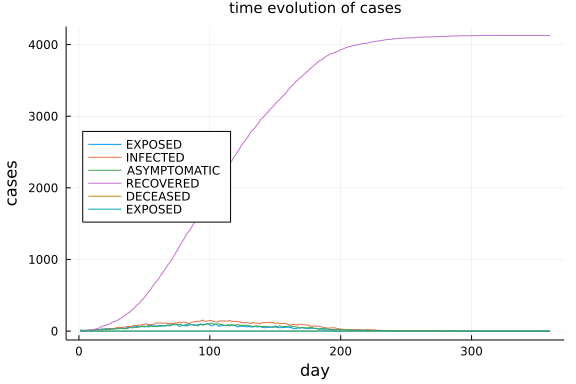 time evolution of cases
4000
3000
2000
1000
0
cases
EXPOSED
INFECTED
ASYMPTOMATIC
RECOVERED
DECEASED
EXPOSED
0 100 200 300
day